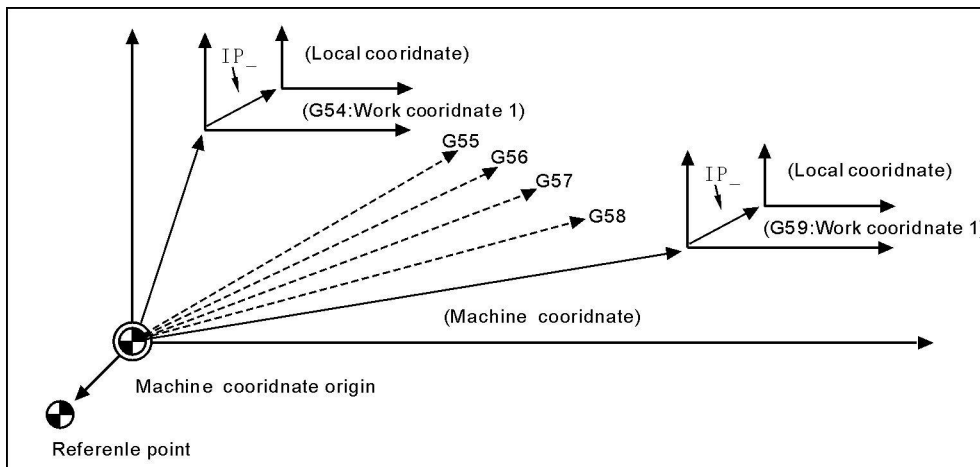 IP_
(Local cooridnate)
(G54:Work cooridnate 1)
G55
G56
G57
G58
IP_
(Local cooridnate)
(G59:Work cooridnate 1)
(Machine cooridnate)
Machine cooridnate origin
Referenle point